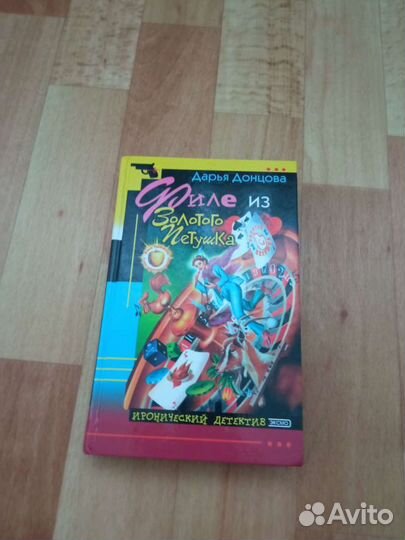 Дарья Донцова
Филе из
Золотого
Петушка
ИРОНИЧЕСКИЙ ДЕТЕКТИВ ЭКСМО
Avito